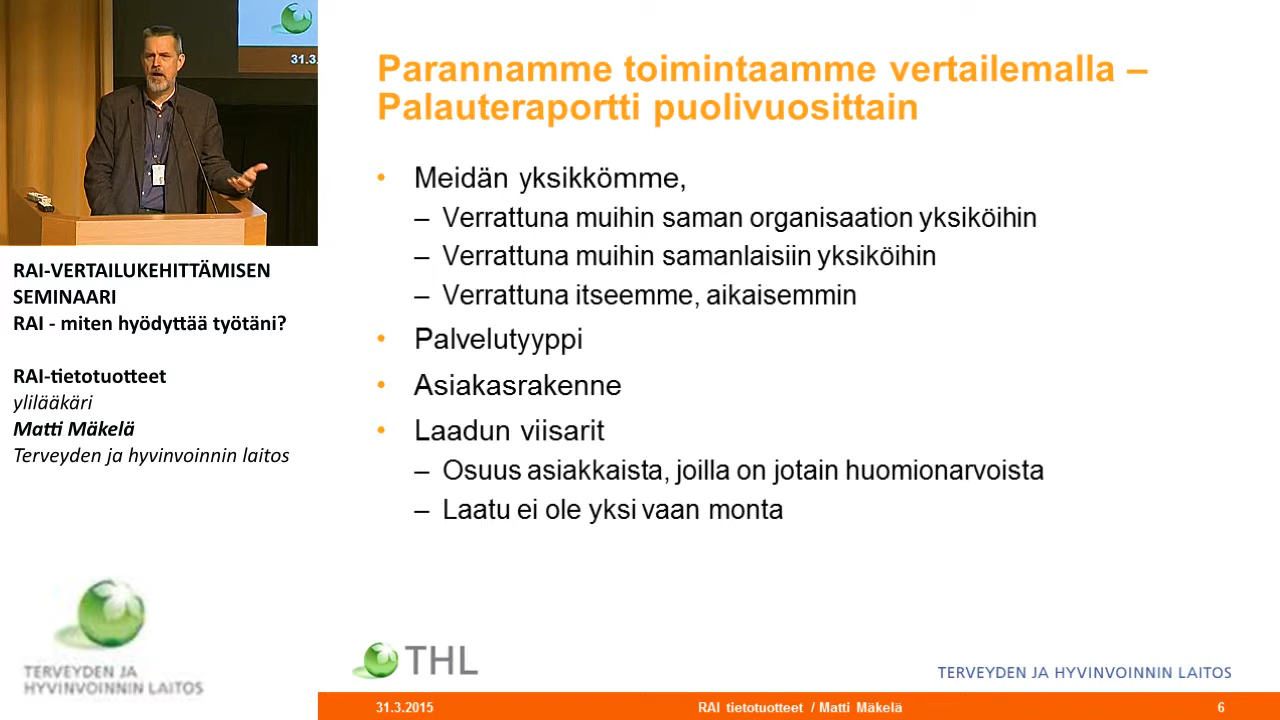 31.3.
RAI-VERTAILUKEHITTÄMISEN
SEMINAARI
RAI - miten hyödyttää työtäni?
RAI-tietotuotteet
ylilääkäri
Matti Mäkelä
Terveyden ja hyvinvoinnin laitos
TERVEYDEN JA
HYVINVOINNIN LAITOS
Parannamme toimintaamme vertailemalla –
Palauteraportti puolivuosittain
• Meidän yksikkömme,
– Verrattuna muihin saman organisaation yksiköihin
– Verrattuna muihin samanlaisiin yksiköihin
– Verrattuna itseemme, aikaisemmin
• Palvelutyyppi
• Asiakasrakenne
• Laadun viisarit
– Osuus asiakkaista, joilla on jotain huomionarvoista
– Laatu ei ole yksi vaan monta
THL
TERVEYDEN JA HYVINVOINNIN LAITOS
31.3.2015
RAI tietotuotteet / Matti Mäkelä
6